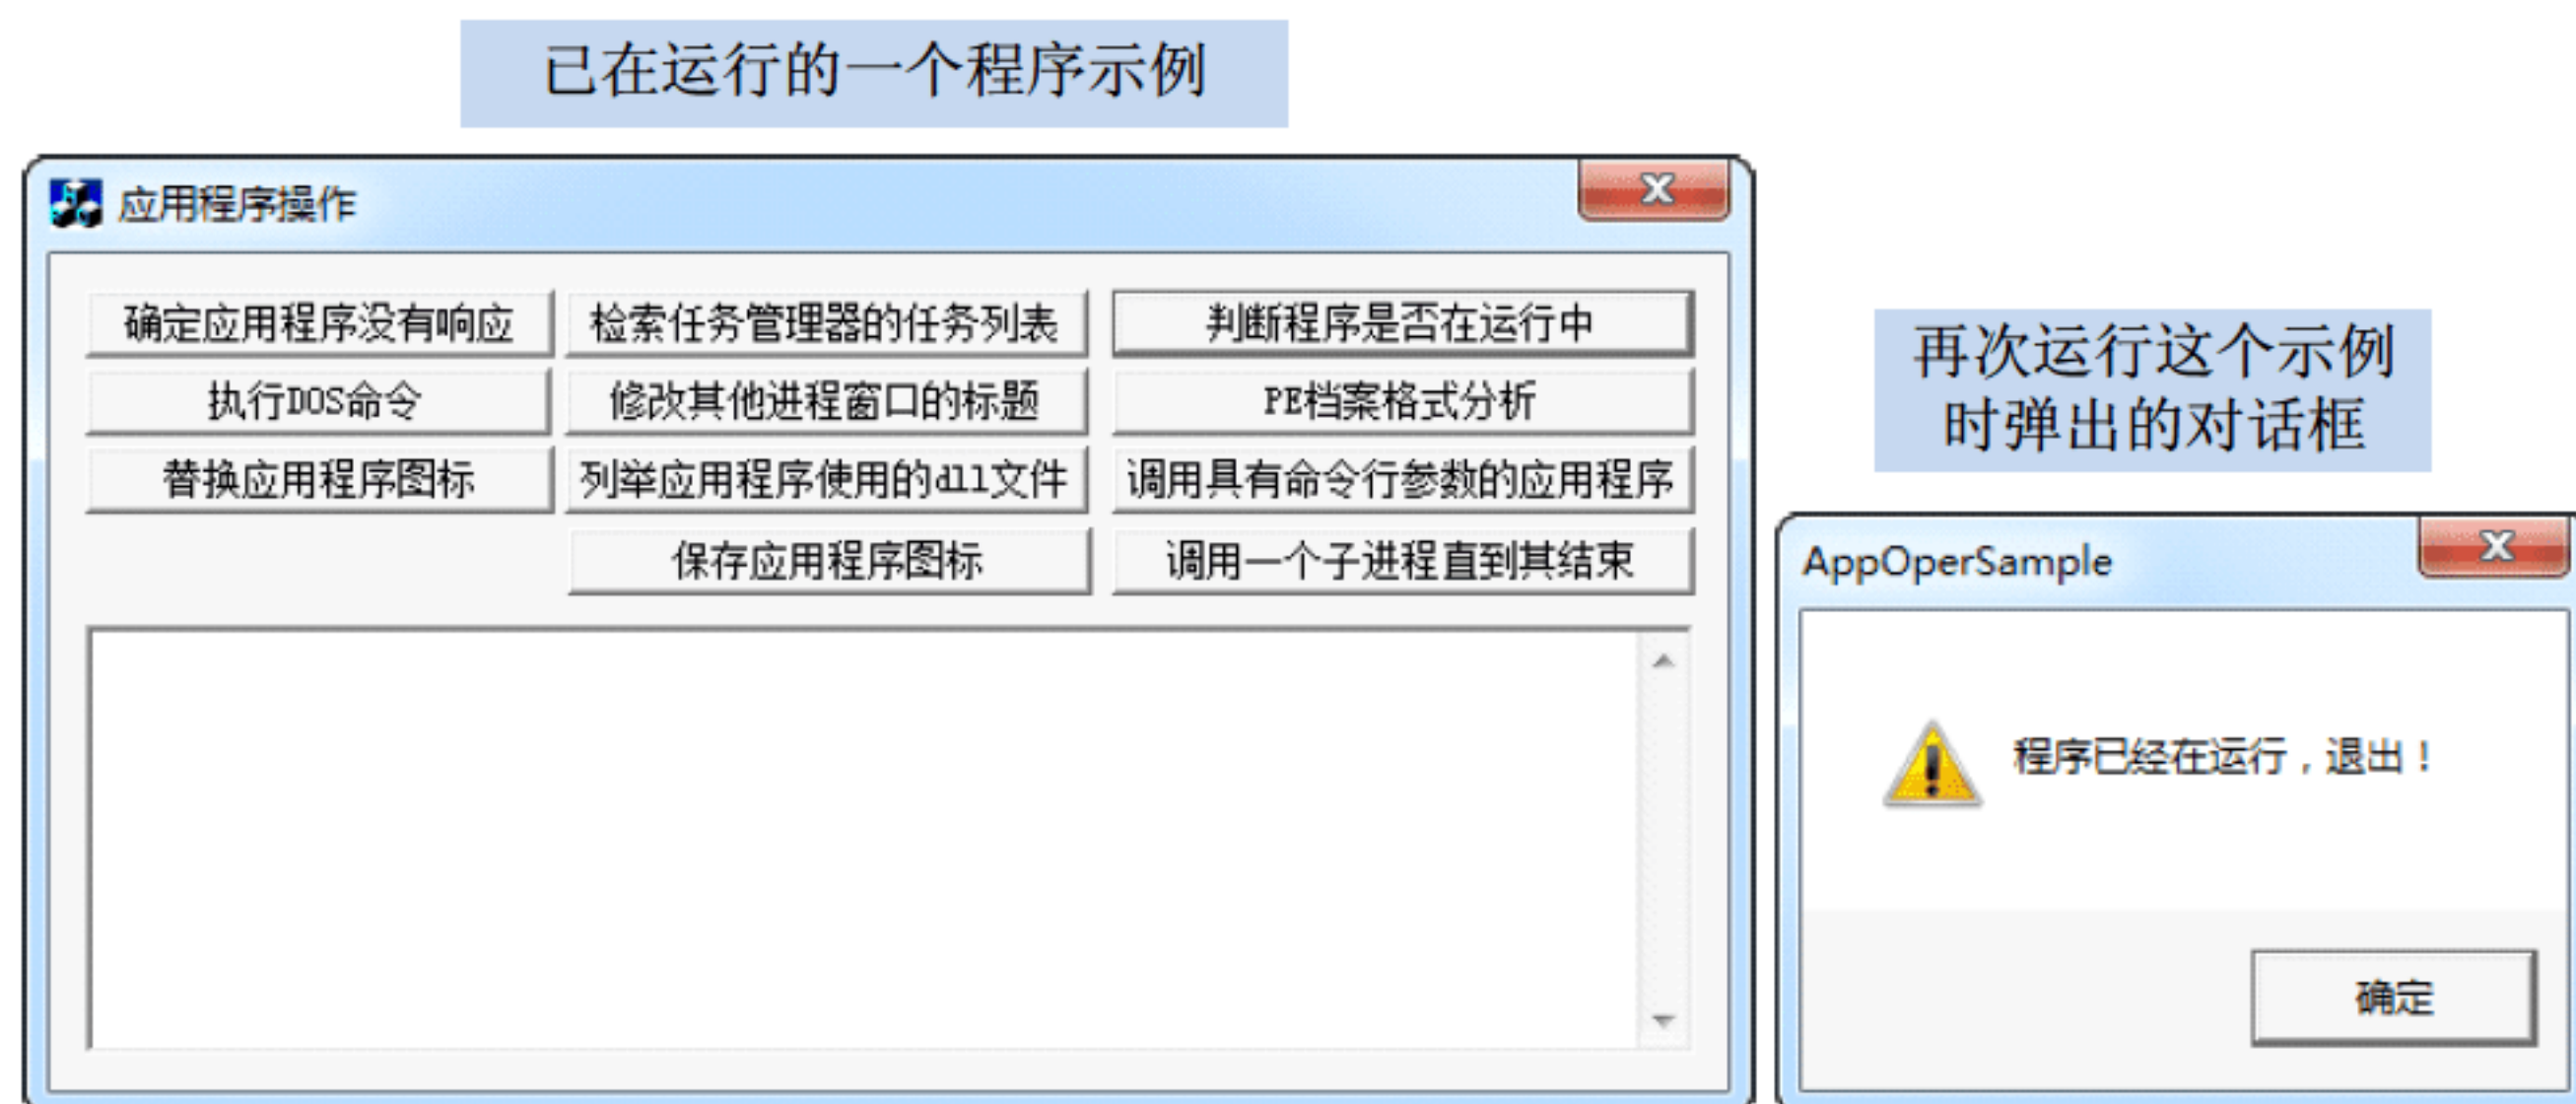 已在运行的一个程序示例
应用程序操作
确定应用程序没有响应
检索任务管理器的任务列表
判断程序是否在运行中
执行DOS命令
修改其他进程窗口的标题
PE档案格式分析
替换应用程序图标
列举应用程序使用的dll文件
调用具有命令行参数的应用程序
保存应用程序图标
调用一个子进程直到其结束
再次运行这个示例
时弹出的对话框
AppOperSample
程序已经在运行，退出！
确定